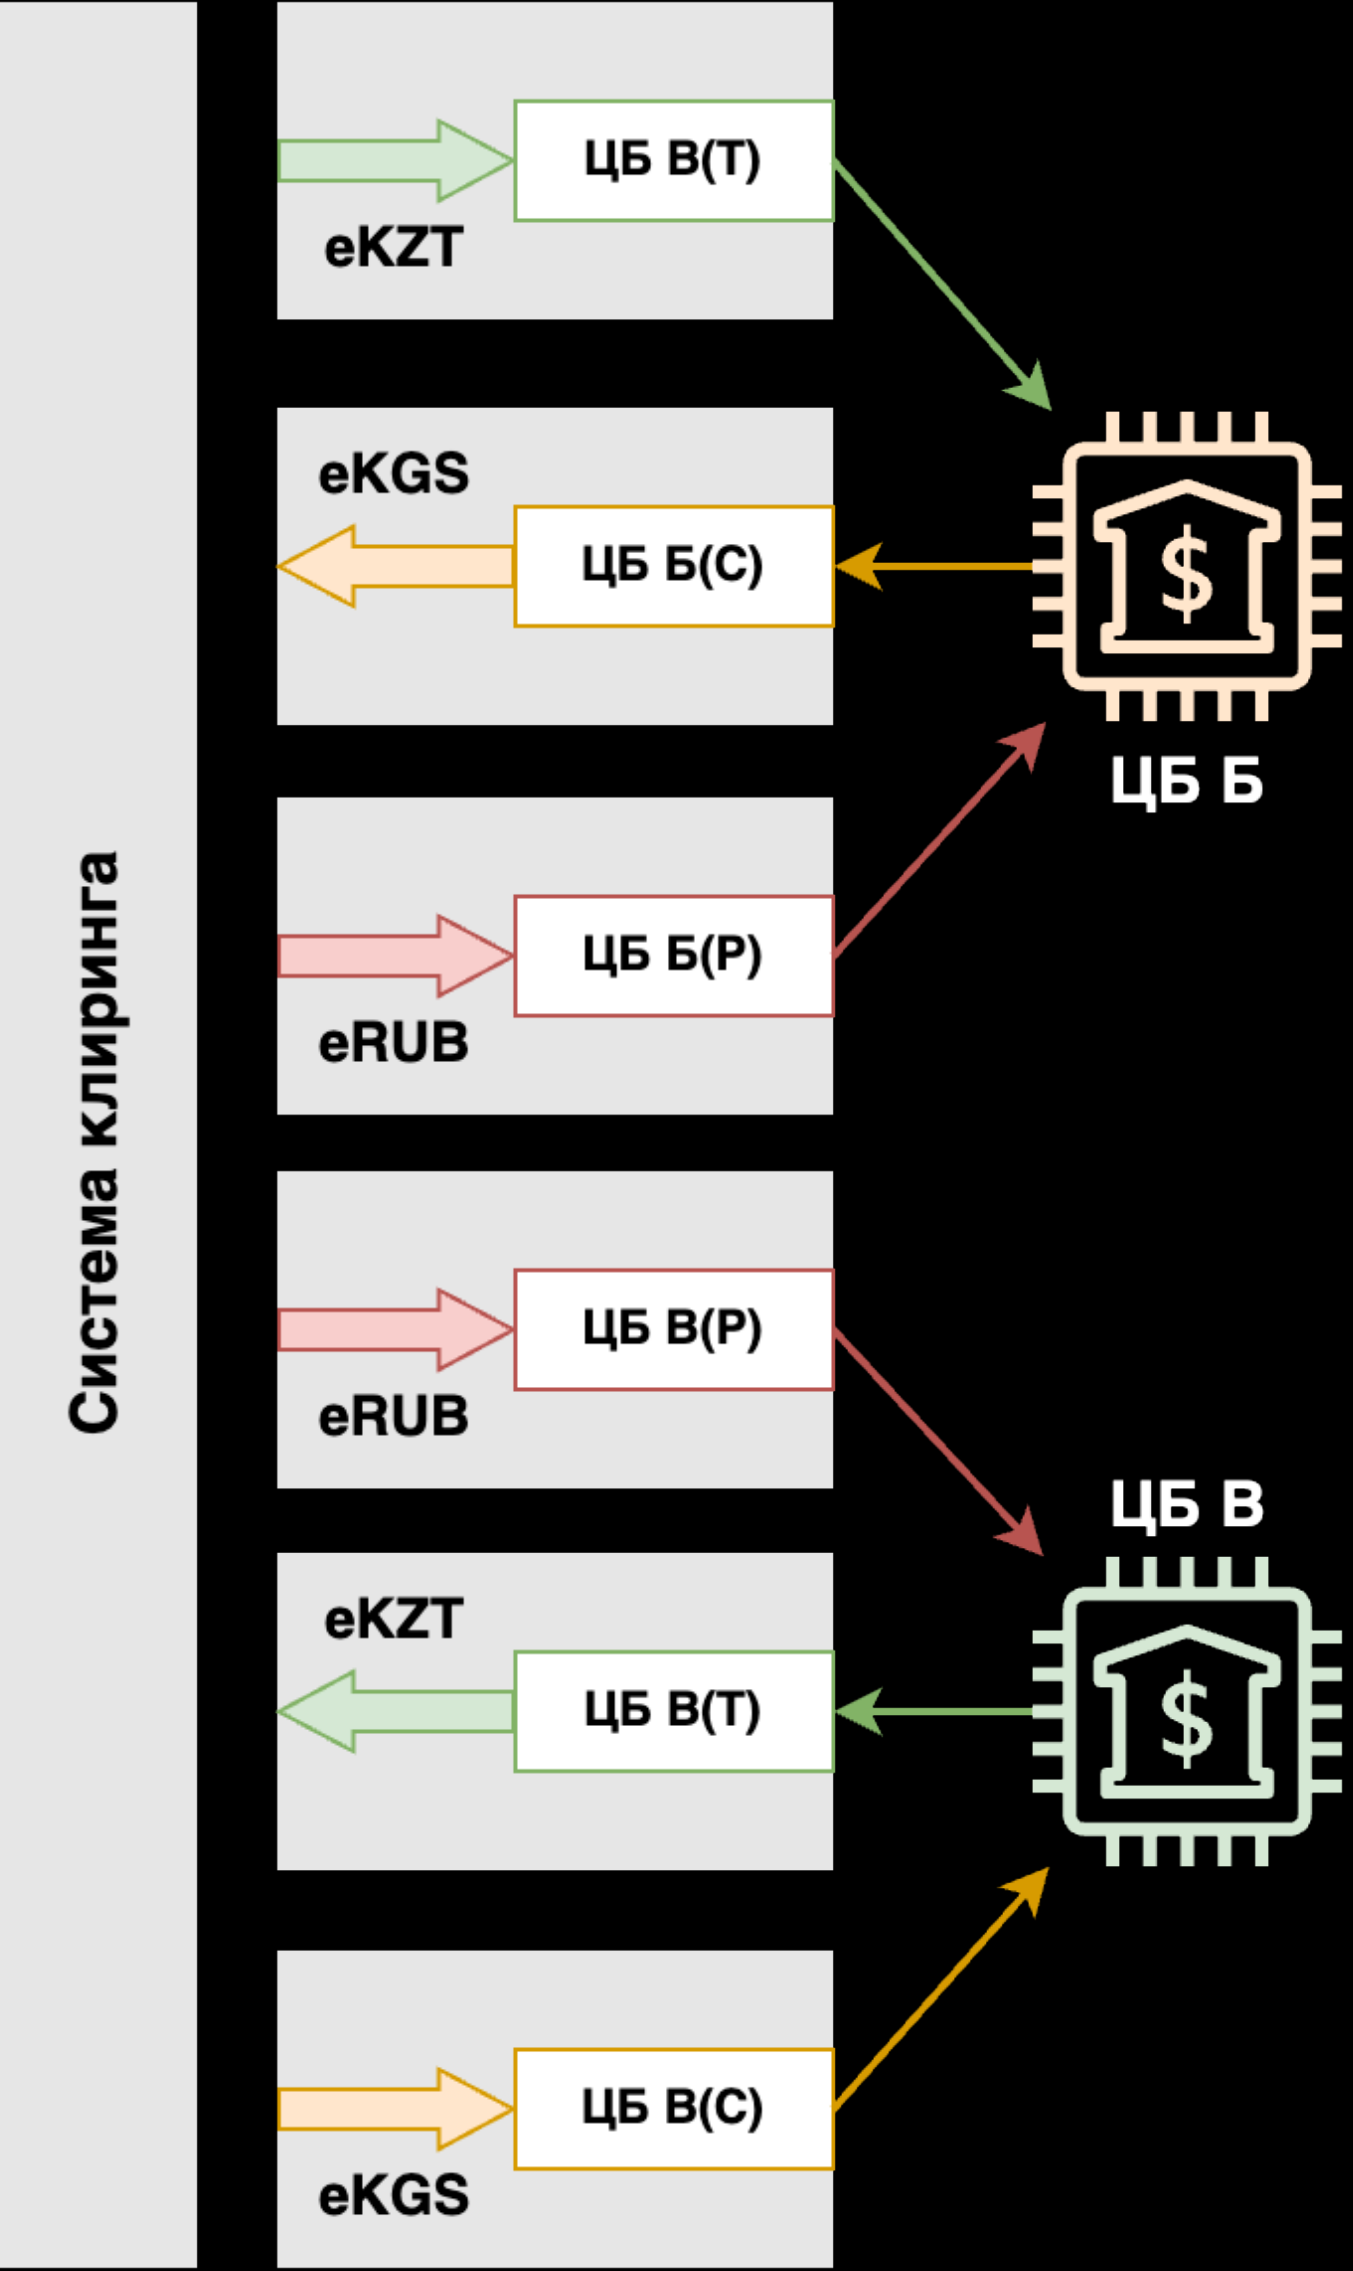 Система клиринга
ЦБ В(Т)
eKZT
eKGS
ЦБ Б(С)
$
ЦБ Б
ЦБ Б(Р)
eRUB
ЦБ В(Р)
eRUB
ЦБ В
eKZT
ЦБ В(Т)
$
ЦБ В(С)
eKGS